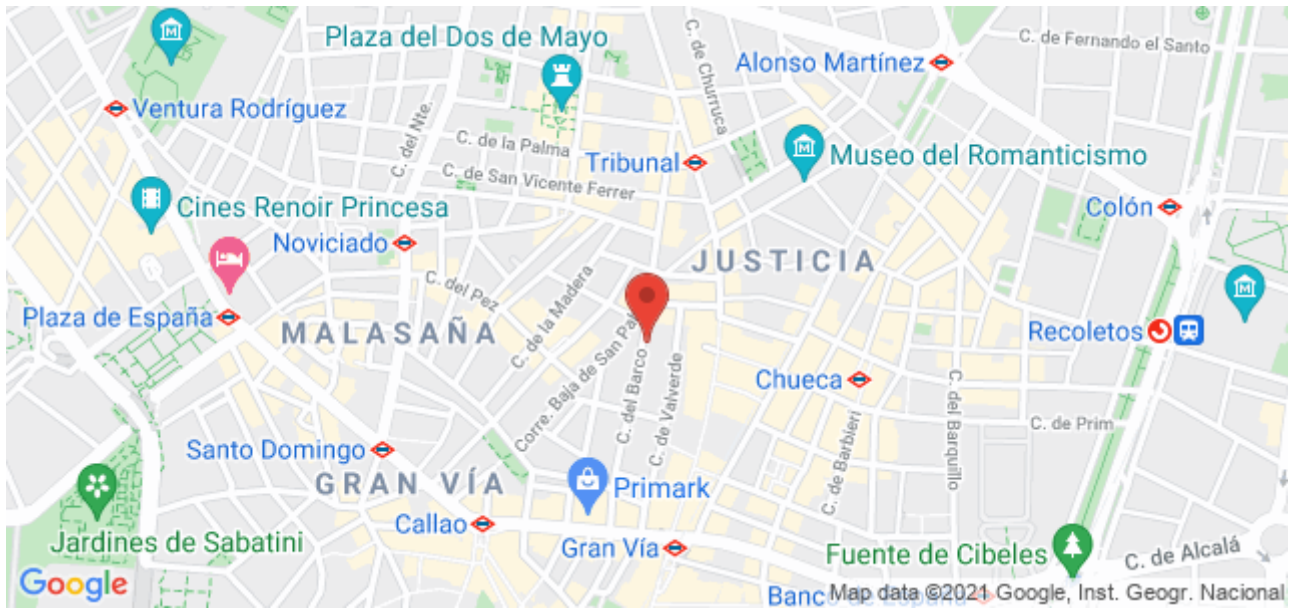 C. de Fernando el Santo
Plaza del Dos de Mayo
C. de Churruca
Alonso Martínez
Ventura Rodríguez
C. del Nte.
C. de la Palma
Tribunal
Museo del Romanticismo
C. de San Vicente Ferrer
Cines Renoir Princesa
Colón
Noviciado
JUSTICIA
C. del Pez
C. de la Madera
Plaza de España
MALASAÑA
Recoletos
Corre. Baja de San
C. del Barco
C. de Valverde
Chueca
C. del Barquillo
C. de Prim
C. de Barbieri
Santo Domingo
GRAN VÍA
Primark
Callao
Jardines de Sabatini
Gran Vía
Fuente de Cibeles
C. de Alcalá
Google
Banco de España
Map data ©2021 Google, Inst. Geogr. Nacional